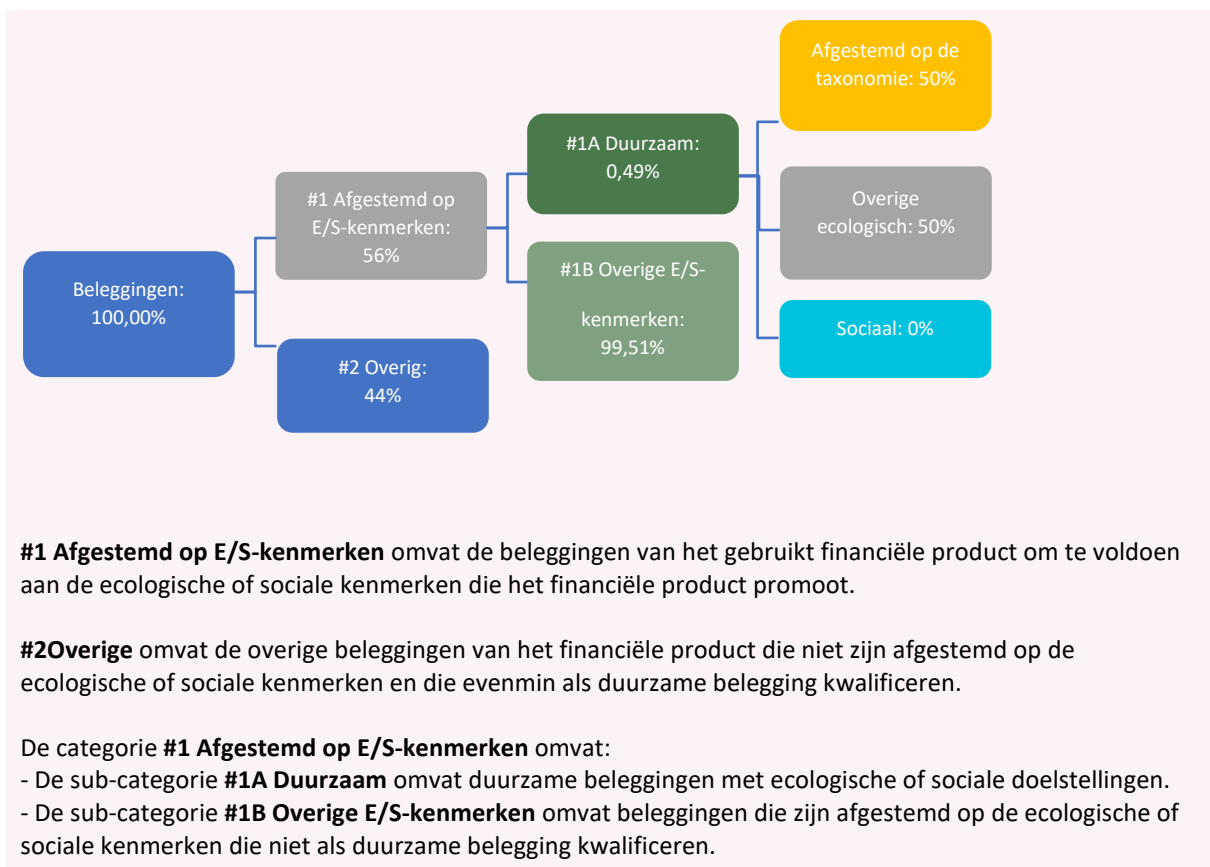 Beleggingen:
100,00%
#1 Afgestemd op
E/S-kenmerken:
56%
#2 Overig:
44%
#1A Duurzaam:
0,49%
#1B Overige E/S-
kenmerken:
99,51%
Afgestemd op de
taxonomie: 50%
Overige
ecologisch: 50%
Sociaal: 0%
#1 Afgestemd op E/S-kenmerken omvat de beleggingen van het gebruikt financiële product om te voldoen
aan de ecologische of sociale kenmerken die het financiële product promoot.
#2Overige omvat de overige beleggingen van het financiële product die niet zijn afgestemd op de
ecologische of sociale kenmerken en die evenmin als duurzame belegging kwalificeren.
De categorie #1 Afgestemd op E/S-kenmerken omvat:
- De sub-categorie #1A Duurzaam omvat duurzame beleggingen met ecologische of sociale doelstellingen.
- De sub-categorie #1B Overige E/S-kenmerken omvat beleggingen die zijn afgestemd op de ecologische of
sociale kenmerken die niet als duurzame belegging kwalificeren.